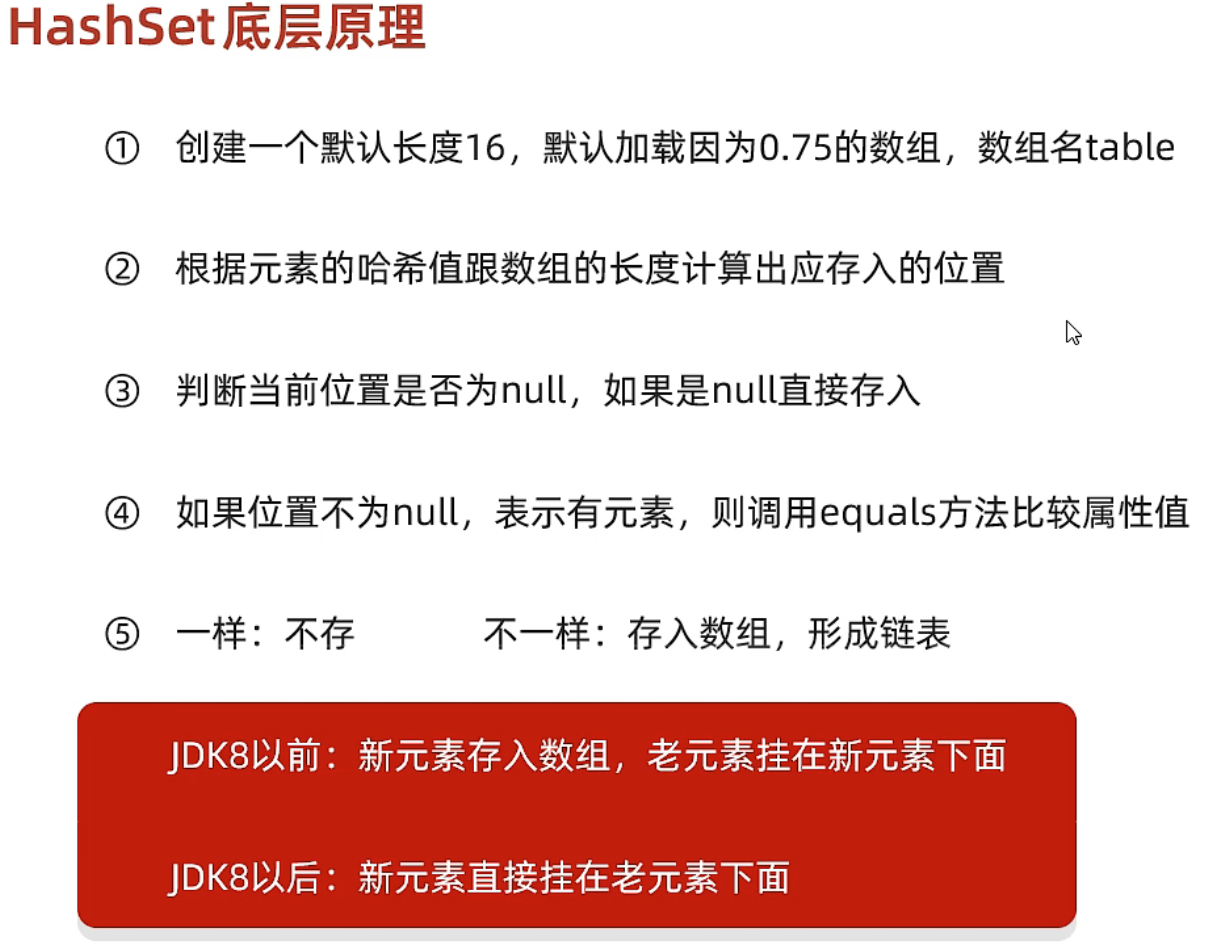 HashSet底层原理
① 创建一个默认长度16，默认加载因为0.75的数组，数组名table
② 根据元素的哈希值跟数组的长度计算出应存入的位置
③ 判断当前位置是否为null，如果是null直接存入
④ 如果位置不为null，表示有元素，则调用equals方法比较属性值
⑤ 一样：不存 不一样：存入数组，形成链表
JDK8以前：新元素存入数组，老元素挂在新元素下面
JDK8以后：新元素直接挂在老元素下面